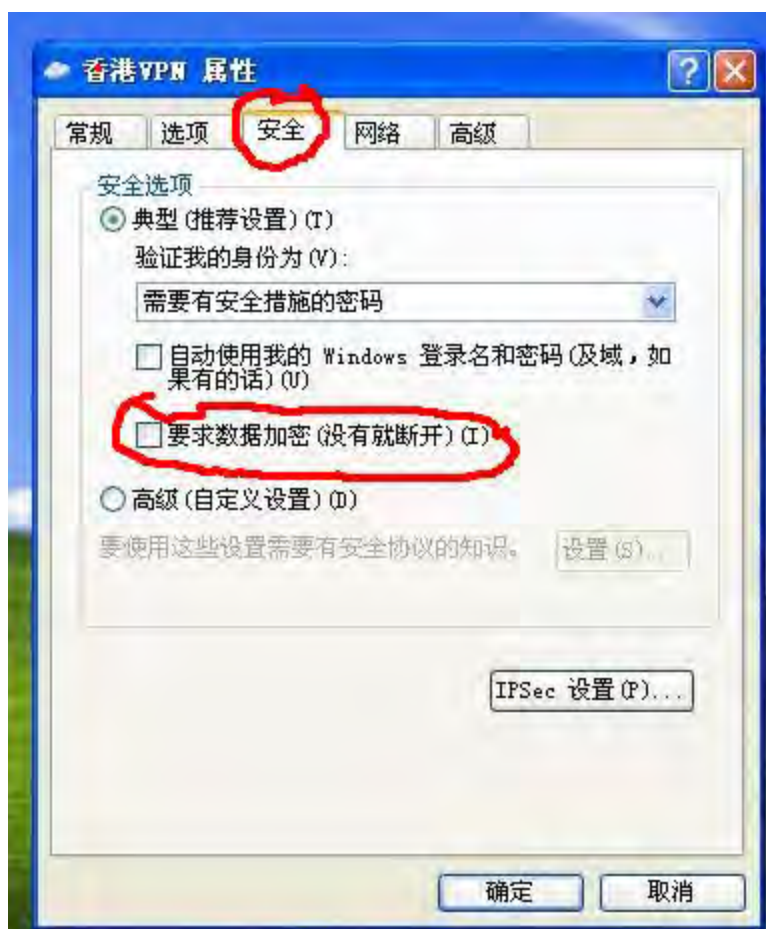 香港VPN 属性
常规 选项 安全 网络 高级
安全选项
典型(推荐设置)(T)
验证我的身份为(V):
需要有安全措施的密码
自动使用我的 Windows 登录名和密码(及域，如
果有的话)(U)
要求数据加密(没有就断开)(I)
高级(自定义设置)(D)
要使用这些设置需要有安全协议的知识。 设置(S)...
IPSec 设置(P)...
确定 取消